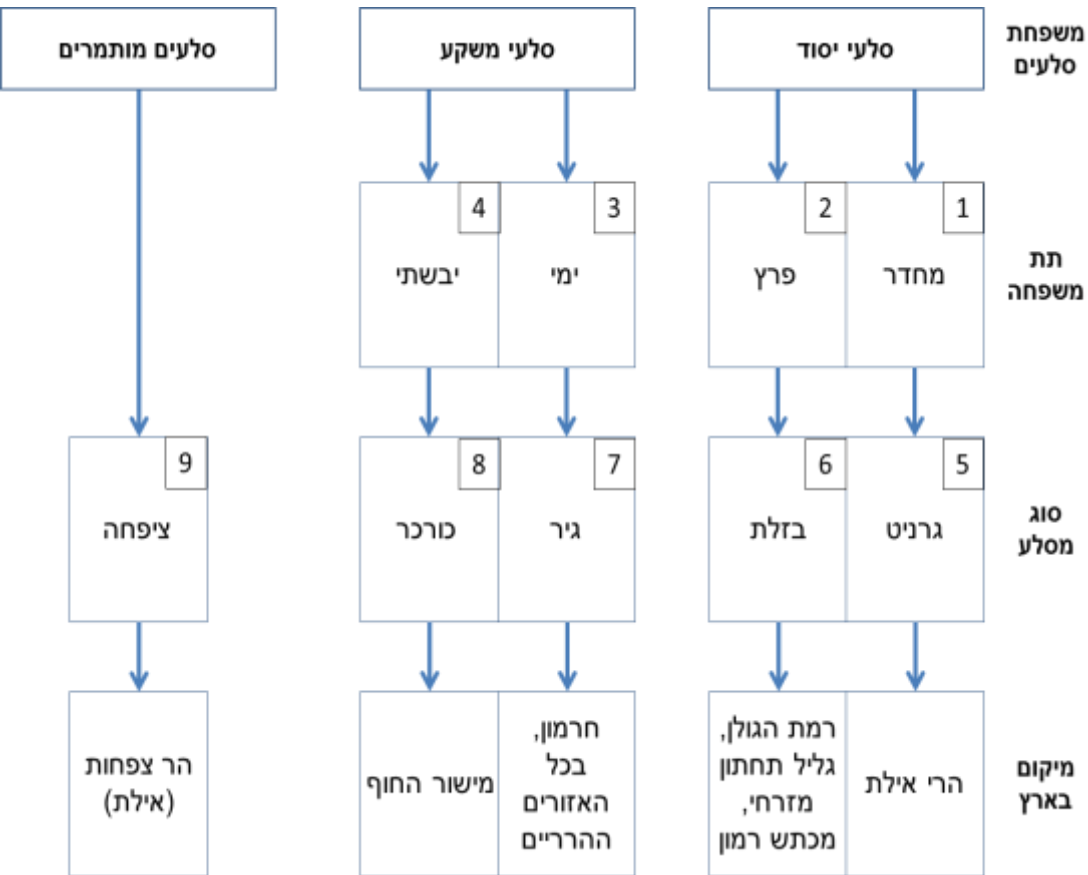 משפחת
סלעים
סלעי יסוד
סלעי משקע
סלעים מותמרים
תת
משפחה
1
מחדר
2
פרץ
3
ימי
4
יבשתי
סוג
מסלע
5
גרניט
6
בזלת
7
גיר
8
כורכר
9
ציפחה
מיקום
בארץ
הרי אילת
רמת הגולן,
גליל תחתון
מזרחי,
מכתש רמון
חרמון,
בכל
האזורים
ההרריים
מישור החוף
הר צפחות
(אילת)